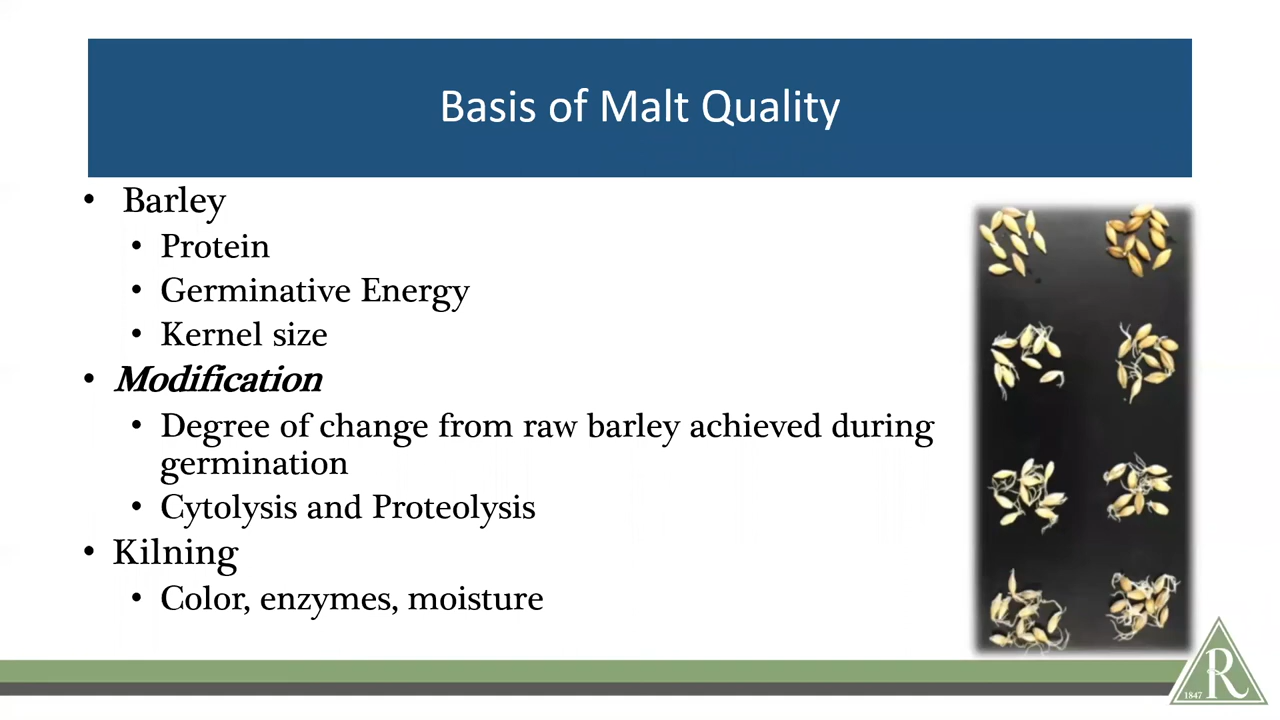 Basis of Malt Quality
• Barley
• Protein
• Germinative Energy
• Kernel size
• Modification
• Degree of change from raw barley achieved during
germination
• Cytolysis and Proteolysis
• Kilning
• Color, enzymes, moisture
R
1847